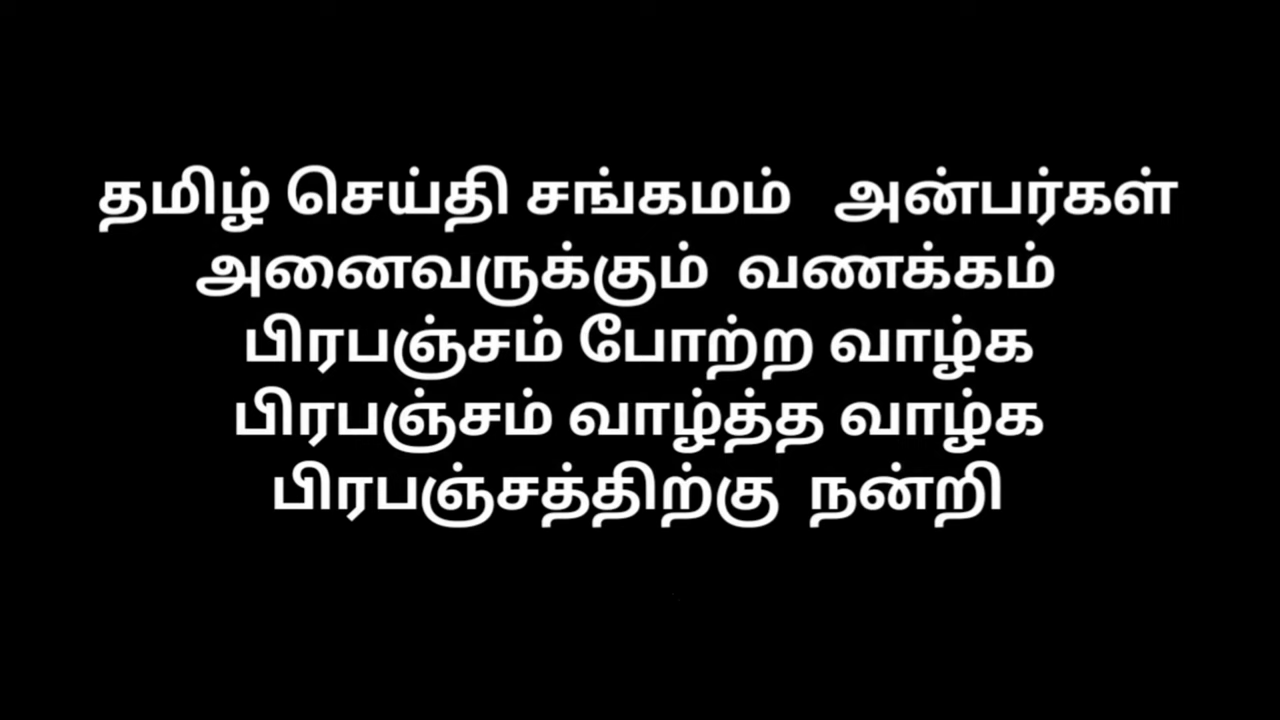 தமிழ் செய்தி சங்கமம் அன்பர்கள்
அனைவருக்கும் வணக்கம்
பிரபஞ்சம் போற்ற வாழ்க
பிரபஞ்சம் வாழ்த்த வாழ்க
பிரபஞ்சத்திற்கு நன்றி